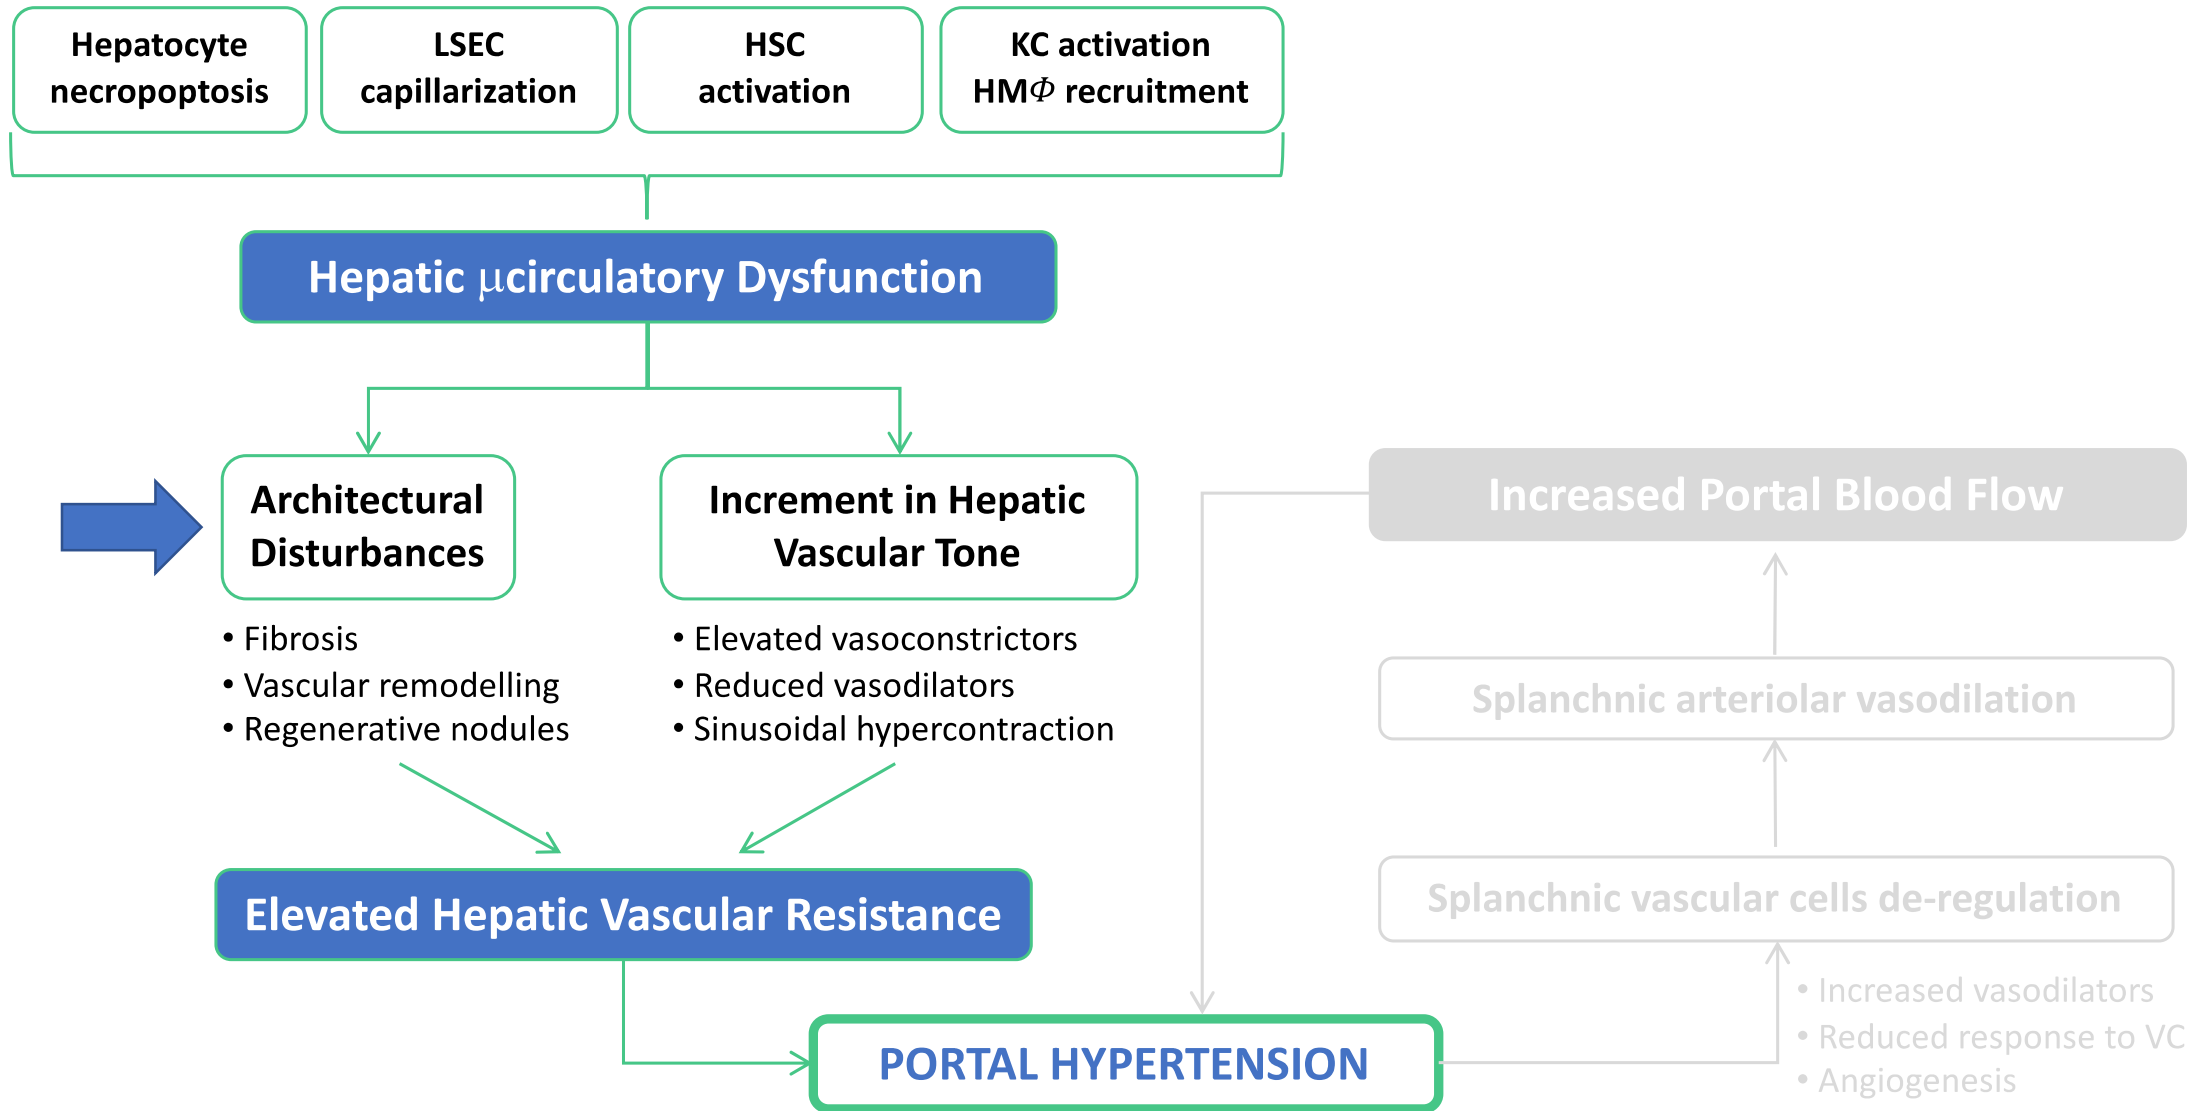 Hepatocyte
necropoptosis
LSEC
capillarization
HSC
activation
KC activation
HMΦ recruitment
Hepatic μcirculatory Dysfunction
Architectural
Disturbances
• Fibrosis
• Vascular remodelling
• Regenerative nodules
Increment in Hepatic
Vascular Tone
• Elevated vasoconstrictors
• Reduced vasodilators
• Sinusoidal hypercontraction
Elevated Hepatic Vascular Resistance
PORTAL HYPERTENSION
Increased Portal Blood Flow
Splanchnic arteriolar vasodilation
Splanchnic vascular cells de-regulation
• Increased vasodilators
• Reduced response to VC
• Angiogenesis